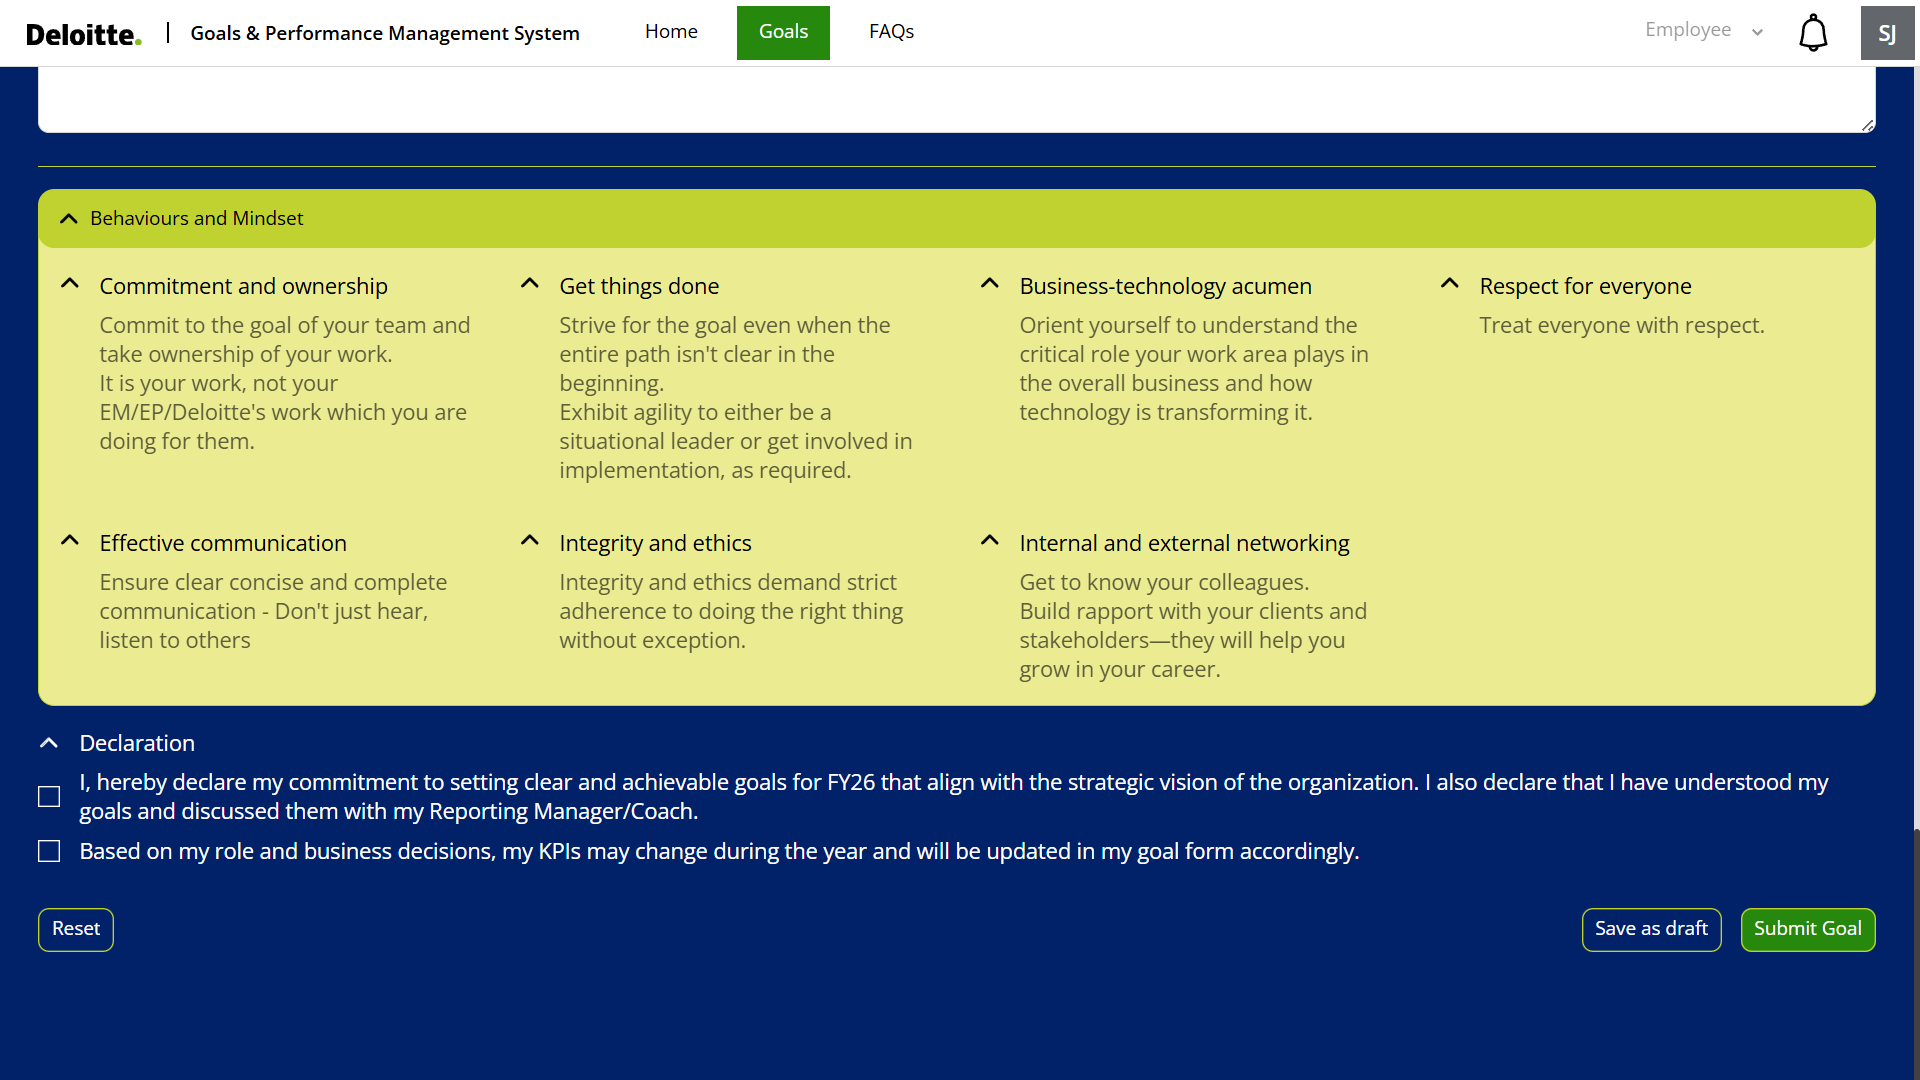 Deloitte. | Goals & Performance Management System Home Goals FAQs Employee SJ
Behaviours and Mindset
Commitment and ownership
Commit to the goal of your team and
take ownership of your work.
It is your work, not your
EM/EP/Deloitte's work which you are
doing for them.
Get things done
Strive for the goal even when the
entire path isn't clear in the
beginning.
Exhibit agility to either be a
situational leader or get involved in
implementation, as required.
Business-technology acumen
Orient yourself to understand the
critical role your work area plays in
the overall business and how
technology is transforming it.
Respect for everyone
Treat everyone with respect.
Effective communication
Ensure clear concise and complete
communication - Don't just hear,
listen to others
Integrity and ethics
Integrity and ethics demand strict
adherence to doing the right thing
without exception.
Internal and external networking
Get to know your colleagues.
Build rapport with your clients and
stakeholders—they will help you
grow in your career.
Declaration
I, hereby declare my commitment to setting clear and achievable goals for FY26 that align with the strategic vision of the organization. I also declare that I have understood my
goals and discussed them with my Reporting Manager/Coach.
Based on my role and business decisions, my KPIs may change during the year and will be updated in my goal form accordingly.
Reset Save as draft Submit Goal